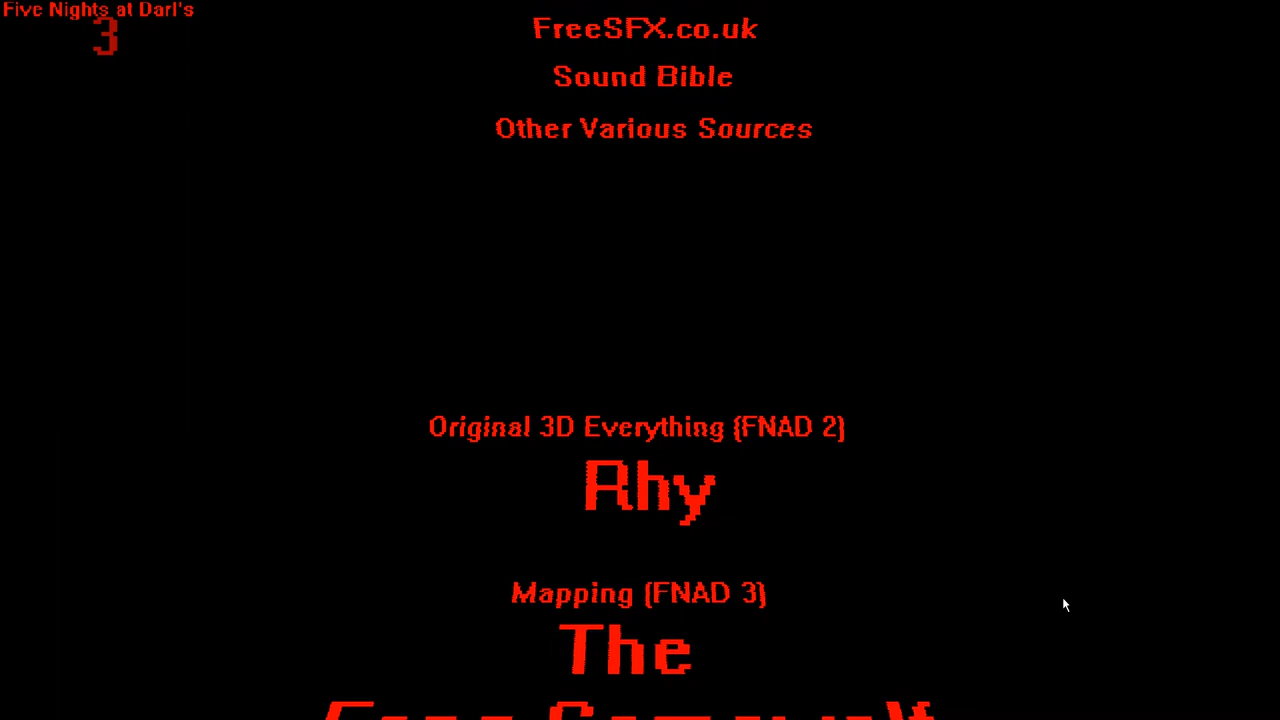 Five Nights at Darl's
3
FreeSFX.co.uk
Sound Bible
Other Various Sources
Original 3D Everything (FNAD 2)
Rhy
Mapping (FNAD 3)
The